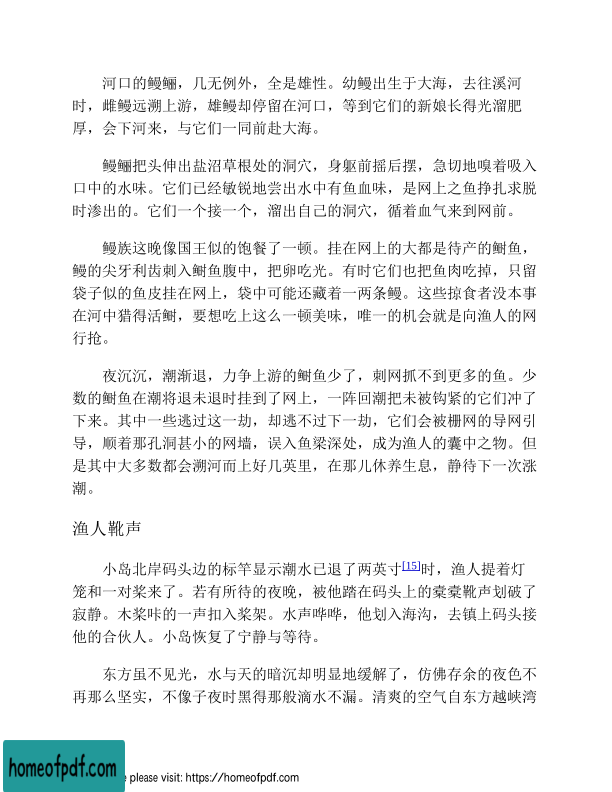 河口的鳗鲡，几无例外，全是雄性。幼鳗出生于大海，去往溪河
时，雌鳗远溯上游，雄鳗却停留在河口，等到它们的新娘长得光溜肥
厚，会下河来，与它们一同前赴大海。
鳗鲡把头伸出盐沼草根处的洞穴，身躯前摇后摆，急切地嗅着吸入
口中的水味。它们已经敏锐地尝出水中有鱼血味，是网上之鱼挣扎求脱
时渗出的。它们一个接一个，溜出自己的洞穴，循着血气来到网前。
鳗族这晚像国王似的饱餐了一顿。挂在网上的大都是待产的鲥鱼，
鳗的尖牙利齿刺入鲥鱼腹中，把卵吃光。有时它们也把鱼肉吃掉，只留
袋子似的鱼皮挂在网上，袋中可能还藏着一两条鳗。这些掠食者没本事
在河中猎得活鲥，要想吃上这么一顿美味，唯一的机会就是向渔人的网
行抢。
夜沉沉，潮渐退，力争上游的鲥鱼少了，刺网抓不到更多的鱼。少
数的鲥鱼在潮将退未退时挂到了网上，一阵回潮把未被钩紧的它们冲了
下来。其中一些逃过这一劫，却逃不过下一劫，它们会被栅网的导网引
导，顺着那孔洞甚小的网墙，误入鱼梁深处，成为渔人的囊中之物。但
是其中大多数都会溯河而上好几英里，在那儿休养生息，静待下一次涨
潮。
渔人靴声
小岛北岸码头边的标竿显示潮水已退了两英寸[15]时，渔人提着灯
笼和一对桨来了。若有所待的夜晚，被他踏在码头上的橐橐靴声划破了
寂静。木桨咔的一声扣入桨架。水声哗哗，他划入海沟，去镇上码头接
他的合伙人。小岛恢复了宁静与等待。
东方虽不见光，水与天的暗沉却明显地缓解了，仿佛存余的夜色不
再那么坚实，不像子夜时黑得那般滴水不漏。清爽的空气自东方越峡湾
homeofpdf.com
e please visit: https://homeofpdf.com